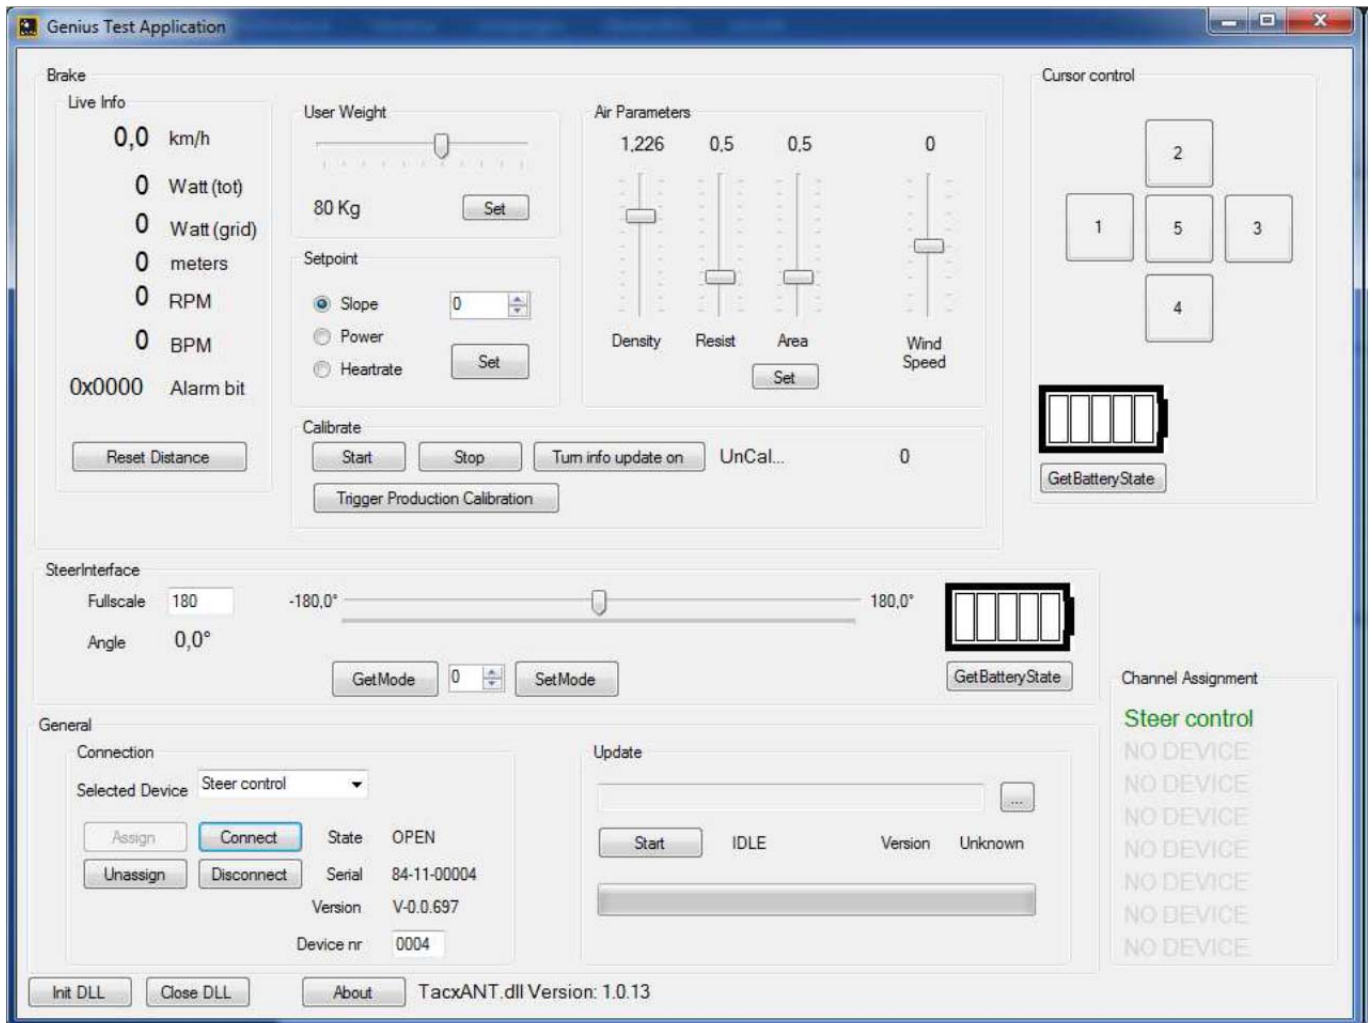 Genius Test Application
Brake
Live Info
0,0 km/h
0 Watt (tot)
0 Watt (grid)
0 meters
0 RPM
0 BPM
0x0000 Alarm bit
Reset Distance
User Weight
80 Kg
Set
Setpoint
Slope 0
Power
Heartrate
Set
Air Parameters
1,226 0,5 0,5 0
Density Resist Area Wind Speed
Set
Calibrate
Start Stop Turn info update on UnCal... 0
Trigger Production Calibration
Cursor control
2
1 5 3
4
GetBatteryState
SteerInterface
Fullscale 180 -180,0° 180,0°
Angle 0,0°
GetMode 0 SetMode
GetBatteryState
General
Connection
Selected Device Steer control
Assign Connect State OPEN
Unassign Disconnect Serial 84-11-00004
Version V-0.0.697
Device nr 0004
Update
...
Start IDLE Version Unknown
Channel Assignment
Steer control
NO DEVICE
NO DEVICE
NO DEVICE
NO DEVICE
NO DEVICE
NO DEVICE
NO DEVICE
Init DLL Close DLL About TacxANT.dll Version: 1.0.13